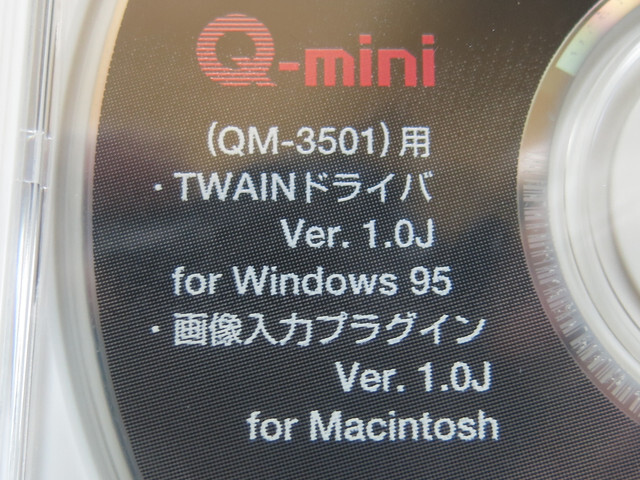 Q-mini
(QM-3501)用
・TWAINドライバ
Ver. 1.0J
for Windows 95
・画像入力プラグイン
Ver. 1.0J
for Macintosh